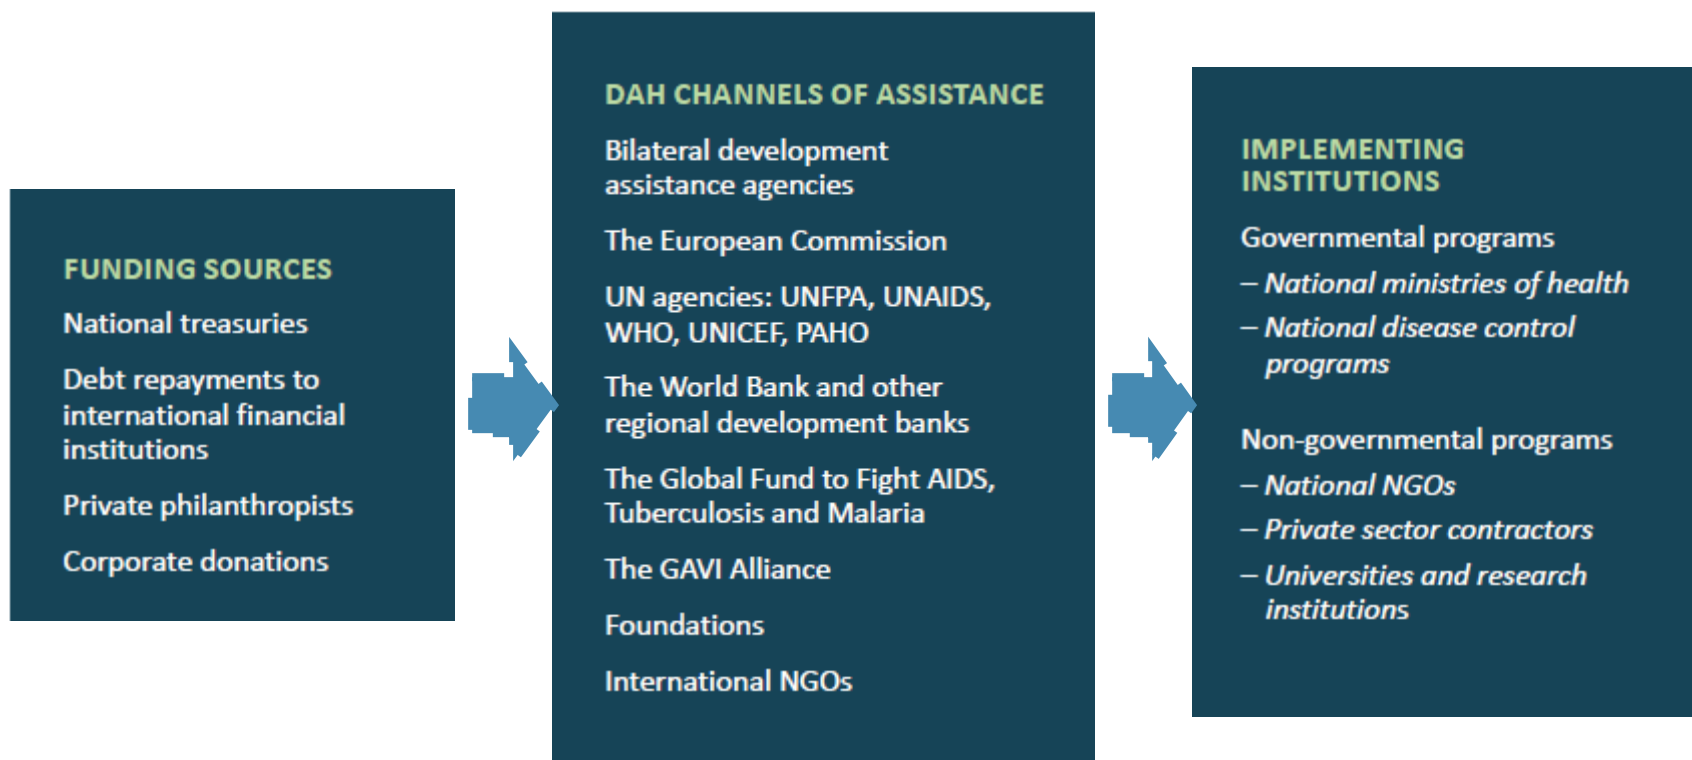 FUNDING SOURCES
National treasuries
Debt repayments to
international financial
institutions
Private philanthropists
Corporate donations
DAH CHANNELS OF ASSISTANCE
Bilateral development
assistance agencies
The European Commission
UN agencies: UNFPA, UNAIDS,
WHO, UNICEF, PAHO
The World Bank and other
regional development banks
The Global Fund to Fight AIDS,
Tuberculosis and Malaria
The GAVI Alliance
Foundations
International NGOs
IMPLEMENTING
INSTITUTIONS
Governmental programs
– National ministries of health
– National disease control
programs
Non-governmental programs
– National NGOs
– Private sector contractors
– Universities and research
institutions